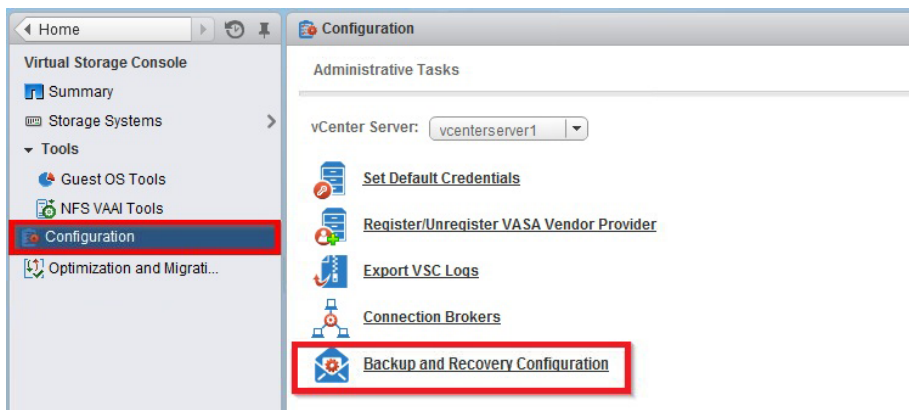 Home
Configuration
Virtual Storage Console
Summary
Storage Systems
Tools
Guest OS Tools
NFS VAAI Tools
Configuration
Optimization and Migrati...
Administrative Tasks
vCenter Server: vcenterserver1
Set Default Credentials
Register/Unregister VASA Vendor Provider
Export VSC Logs
Connection Brokers
Backup and Recovery Configuration